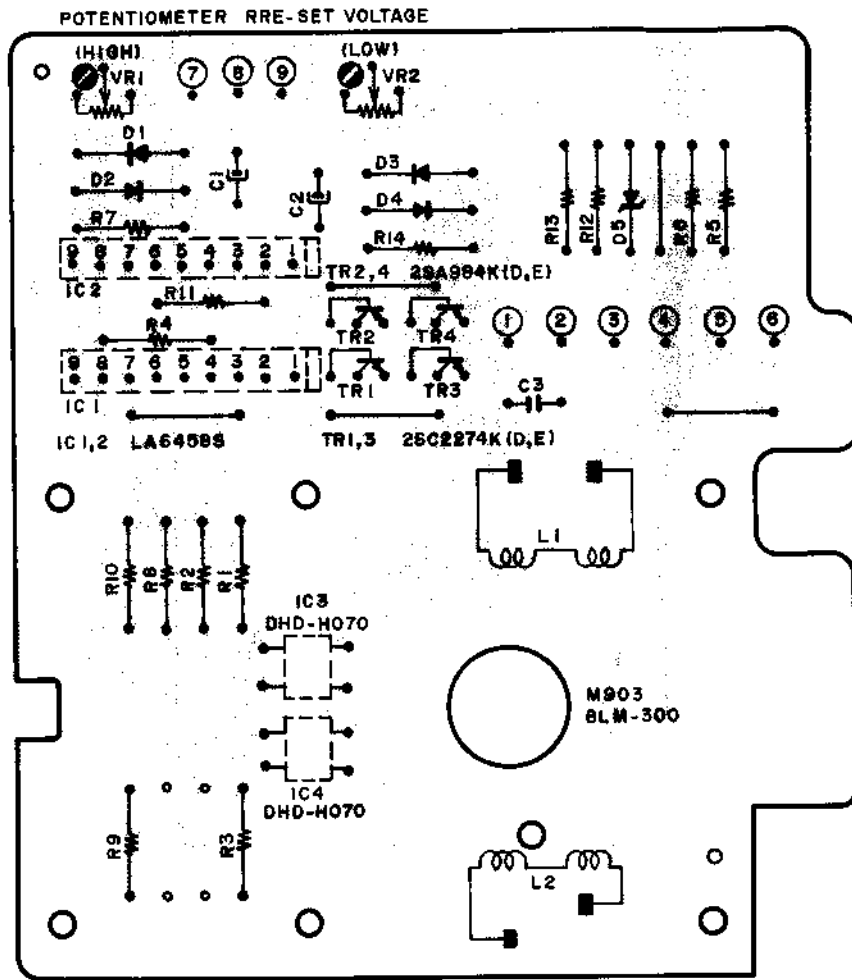 POTENTIOMETER RRE-SET VOLTAGE
(HIGH)
VR1
7
8
9
(LOW)
VR2
D1
D2
R7
C1
C2
D3
D4
R14
R13
R12
D5
R6
R5
9 8 7 6 5 4 3 2 1
IC2
TR2,4 2SA984K(D,E)
R11
TR2
TR4
1
2
3
4
5
6
R4
9 8 7 6 5 4 3 2 1
IC1
TR1
TR3
C3
IC1,2 LA6458S
TR1,3 2SC2274K(D,E)
L1
R10
R8
R2
R1
IC3
DHD-H070
M903
8LM-300
IC4
DHD-H070
R9
R3
L2